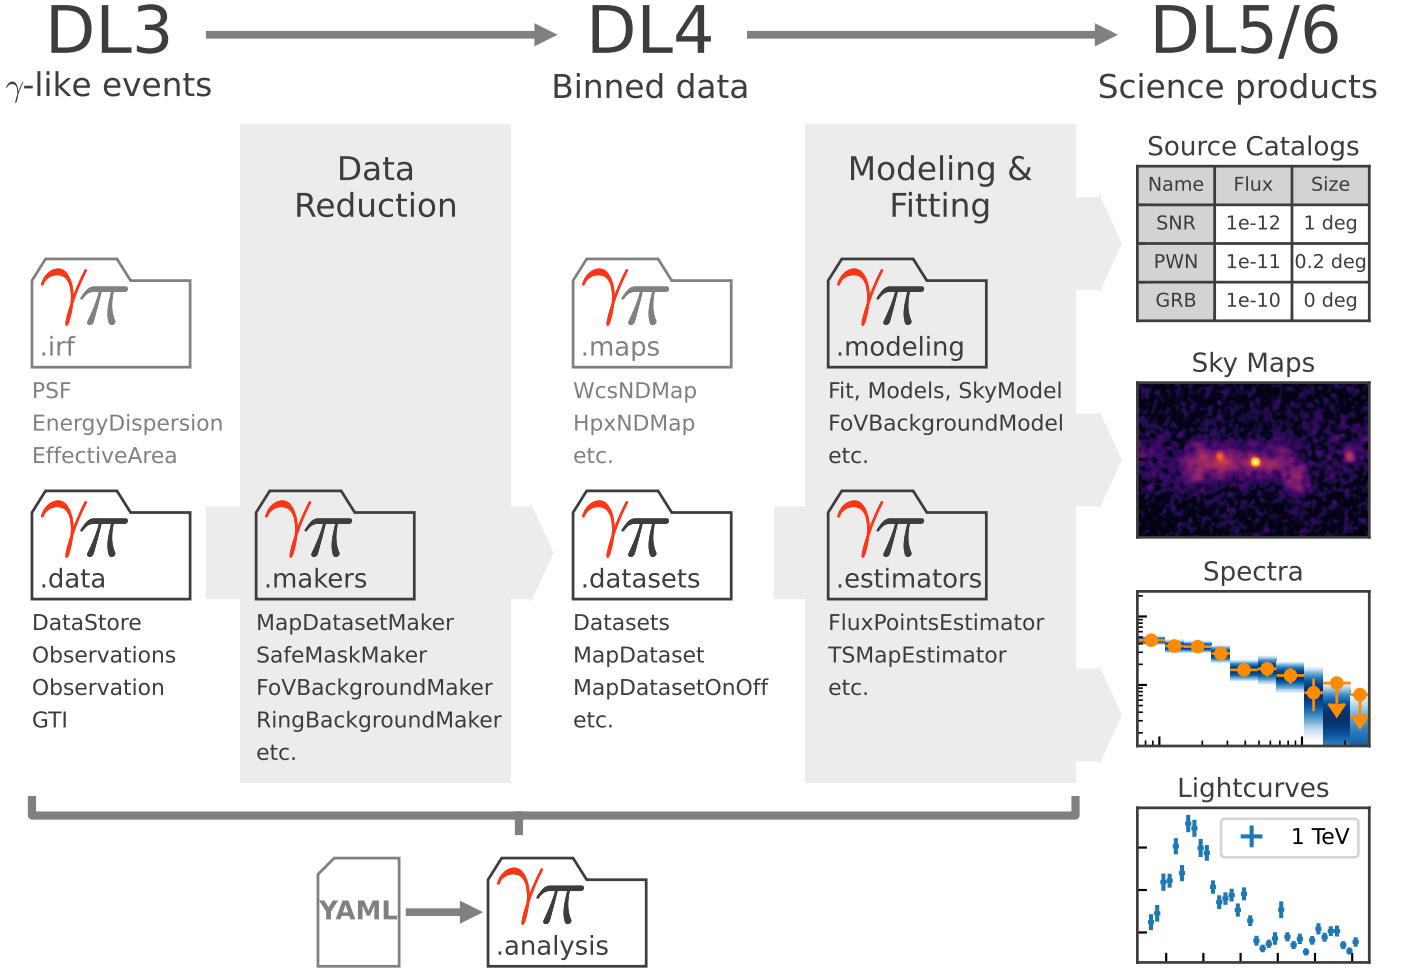 DL3
DL4
DL5/6
γ-like events
Binned data
Science products
Data
Reduction
Modeling &
Fitting
γπ
.irf
PSF
EnergyDispersion
EffectiveArea
γπ
.data
DataStore
Observations
Observation
GTI
γπ
.makers
MapDatasetMaker
SafeMaskMaker
FoVBackgroundMaker
RingBackgroundMaker
etc.
γπ
.maps
WcsNDMap
HpxNDMap
etc.
γπ
.datasets
Datasets
MapDataset
MapDatasetOnOff
etc.
γπ
.modeling
Fit, Models, SkyModel
FoVBackgroundModel
etc.
γπ
.estimators
FluxPointsEstimator
TSMapEstimator
etc.
Source Catalogs
Name Flux Size
SNR 1e-12 1 deg
PWN 1e-11 0.2 deg
GRB 1e-10 0 deg
Sky Maps
Spectra
Lightcurves
1 TeV
YAML
γπ
.analysis